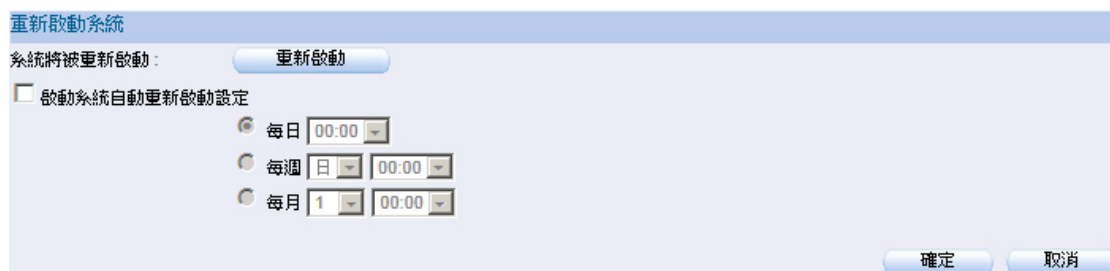 重新啟動系統
系統將被重新啟動 : 重新啟動
啟動系統自動重新啟動設定
每日 00:00
每週 日 00:00
每月 1 00:00
確定 取消